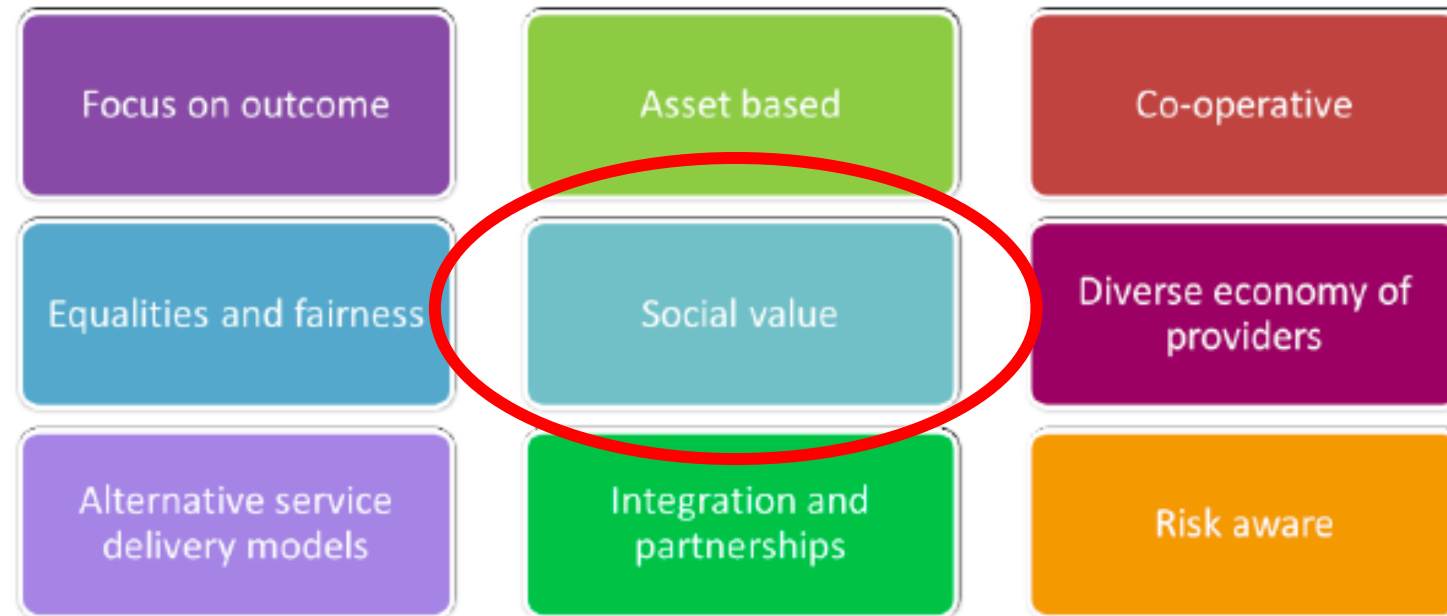 Focus on outcome
Asset based
Co-operative
Equalities and fairness
Social value
Diverse economy of
providers
Alternative service
delivery models
Integration and
partnerships
Risk aware